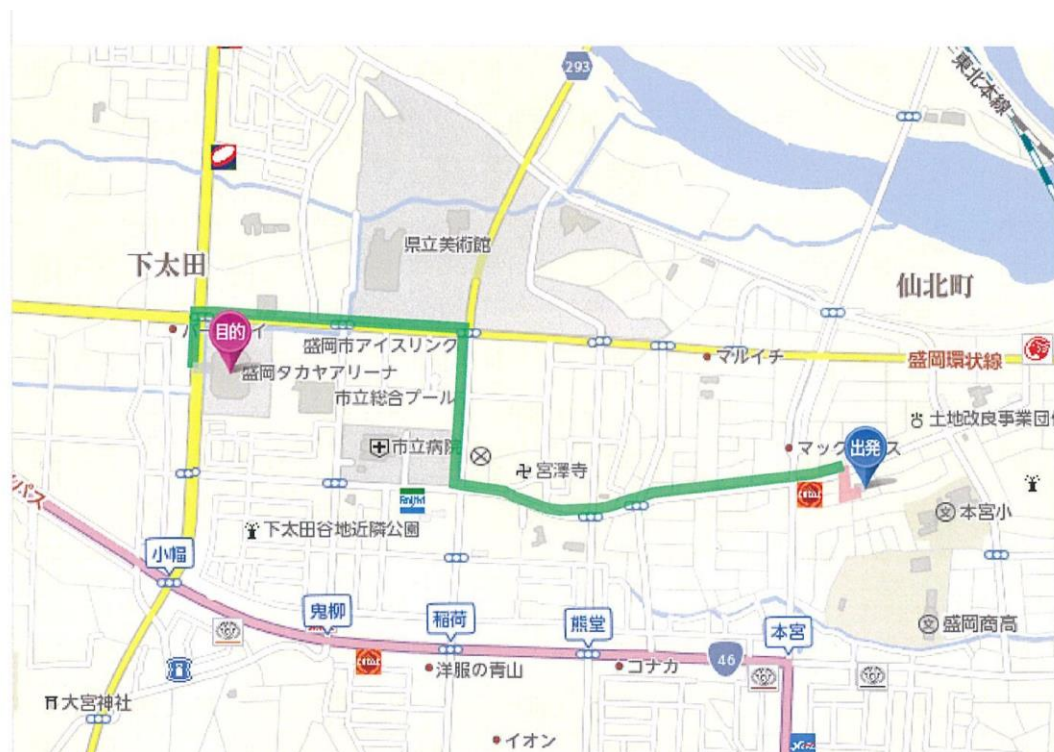 293
東北本線
県立美術館
下太田
仙北町
目的
盛岡市アイスリンク
マルイチ
盛岡環状線
盛岡タカヤアリーナ
市立総合プール
土地改良事業団
出発
市立病院
宮澤寺
本宮小
FamilyMart
下太田谷地近隣公園
小幅
鬼柳
稲荷
熊堂
本宮
盛岡商高
46
洋服の青山
コナカ
大宮神社
イオン